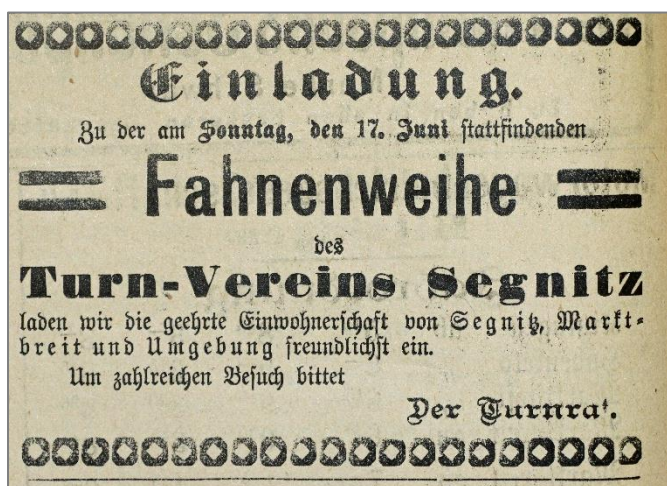 Einladung.
Zu der am Sonntag, den 17. Juni stattfindenden
Fahnenweihe
des
Turn-Vereins Segnitz
laden wir die geehrte Einwohnerschaft von Segnitz, Markt-
breit und Umgebung freundlichst ein.
Um zahlreichen Besuch bittet
Der Turnrat.